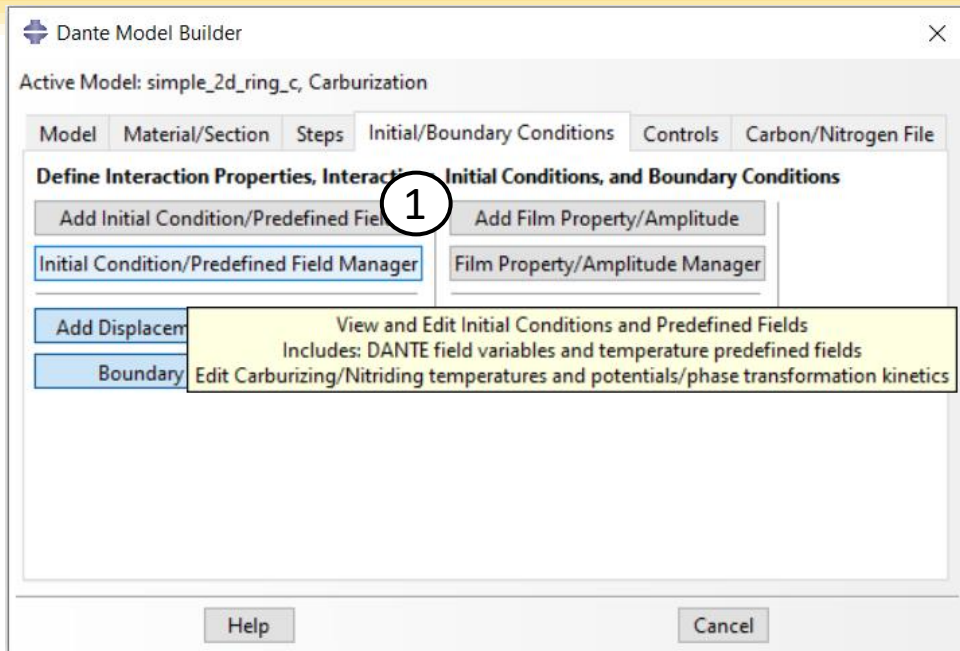 Dante Model Builder
Active Model: simple_2d_ring_c, Carburization
Model Material/Section Steps Initial/Boundary Conditions Controls Carbon/Nitrogen File
Define Interaction Properties, Initial Conditions, and Boundary Conditions
1
Add Initial Condition/Predefined Add Film Property/Amplitude
Initial Condition/Predefined Field Manager Film Property/Amplitude Manager
Add
View and Edit Initial Conditions and Predefined Fields
Includes: DANTE field variables and temperature predefined fields
Boundary
Edit Carburizing/Nitriding temperatures and potentials/phase transformation kinetics
Help Cancel